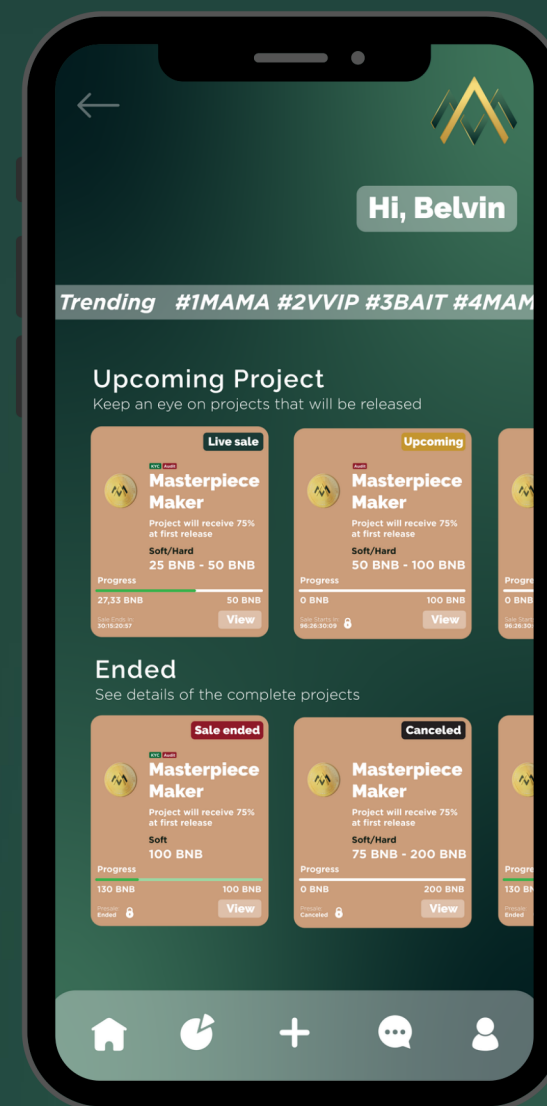 Hi, Belvin
Trending #1MAMA #2VVIP #3BAIT #4MAM
Upcoming Project
Keep an eye on projects that will be released
Live sale
KYC Audit
Masterpiece
Maker
Project will receive 75%
at first release
Soft/Hard
25 BNB - 50 BNB
Progress
27,33 BNB 50 BNB
Sale Ends in:
30:15:20:57
View
Upcoming
Audit
Masterpiece
Maker
Project will receive 75%
at first release
Soft/Hard
50 BNB - 100 BNB
Progress
0 BNB 100 BNB
Sale Starts in:
96:26:30:09
View
Progre
0 BNB
Sale Start
96:26:30:
Ended
See details of the complete projects
Sale ended
KYC Audit
Masterpiece
Maker
Project will receive 75%
at first release
Soft
100 BNB
Progress
130 BNB 100 BNB
Presale
Ended
View
Canceled
Masterpiece
Maker
Project will receive 75%
at first release
Soft/Hard
75 BNB - 200 BNB
Progress
0 BNB 200 BNB
Presale
Canceled
View
Progre
130 BN
Presale
Ended